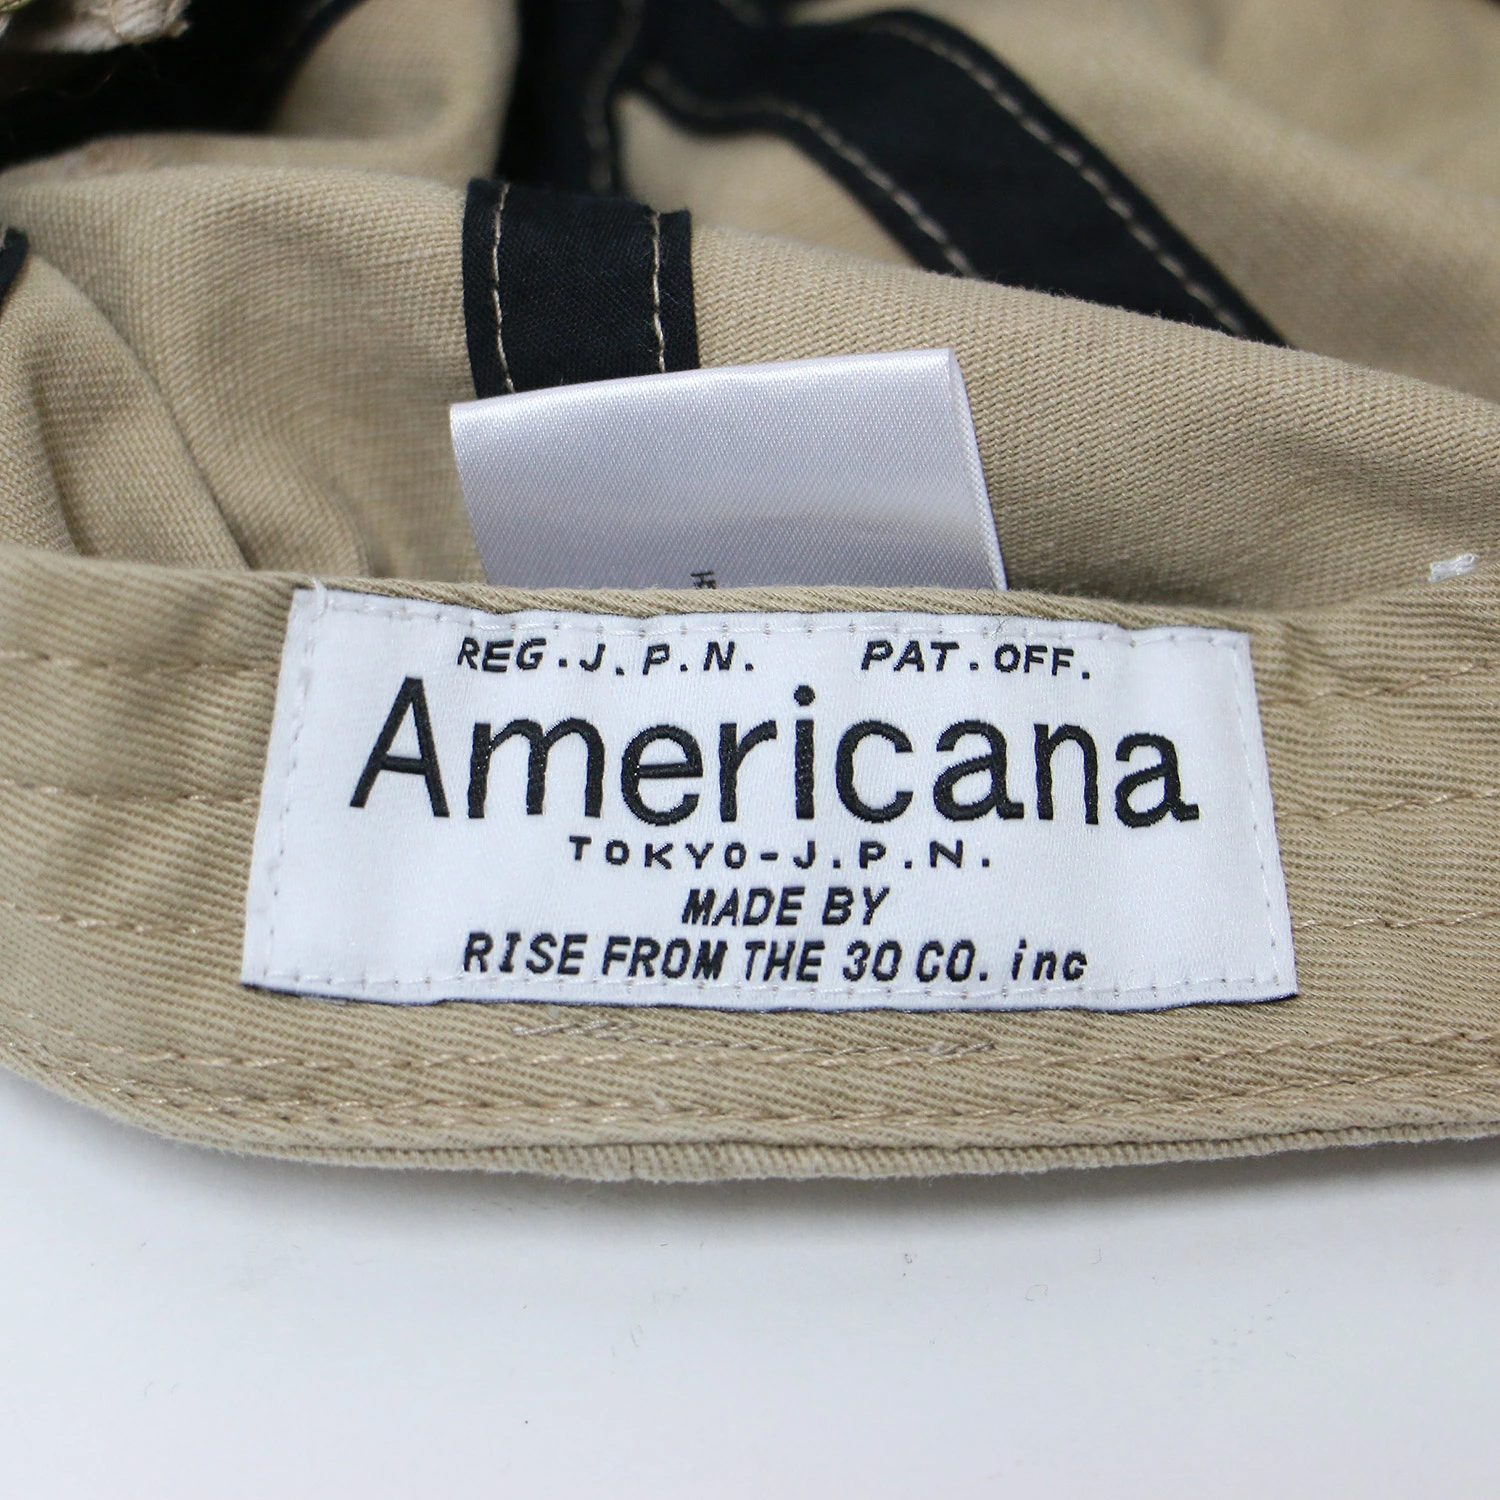 REG.J.P.N. PAT.OFF.
Americana
TOKYO-J.P.N.
MADE BY
RISE FROM THE 30 CO. inc